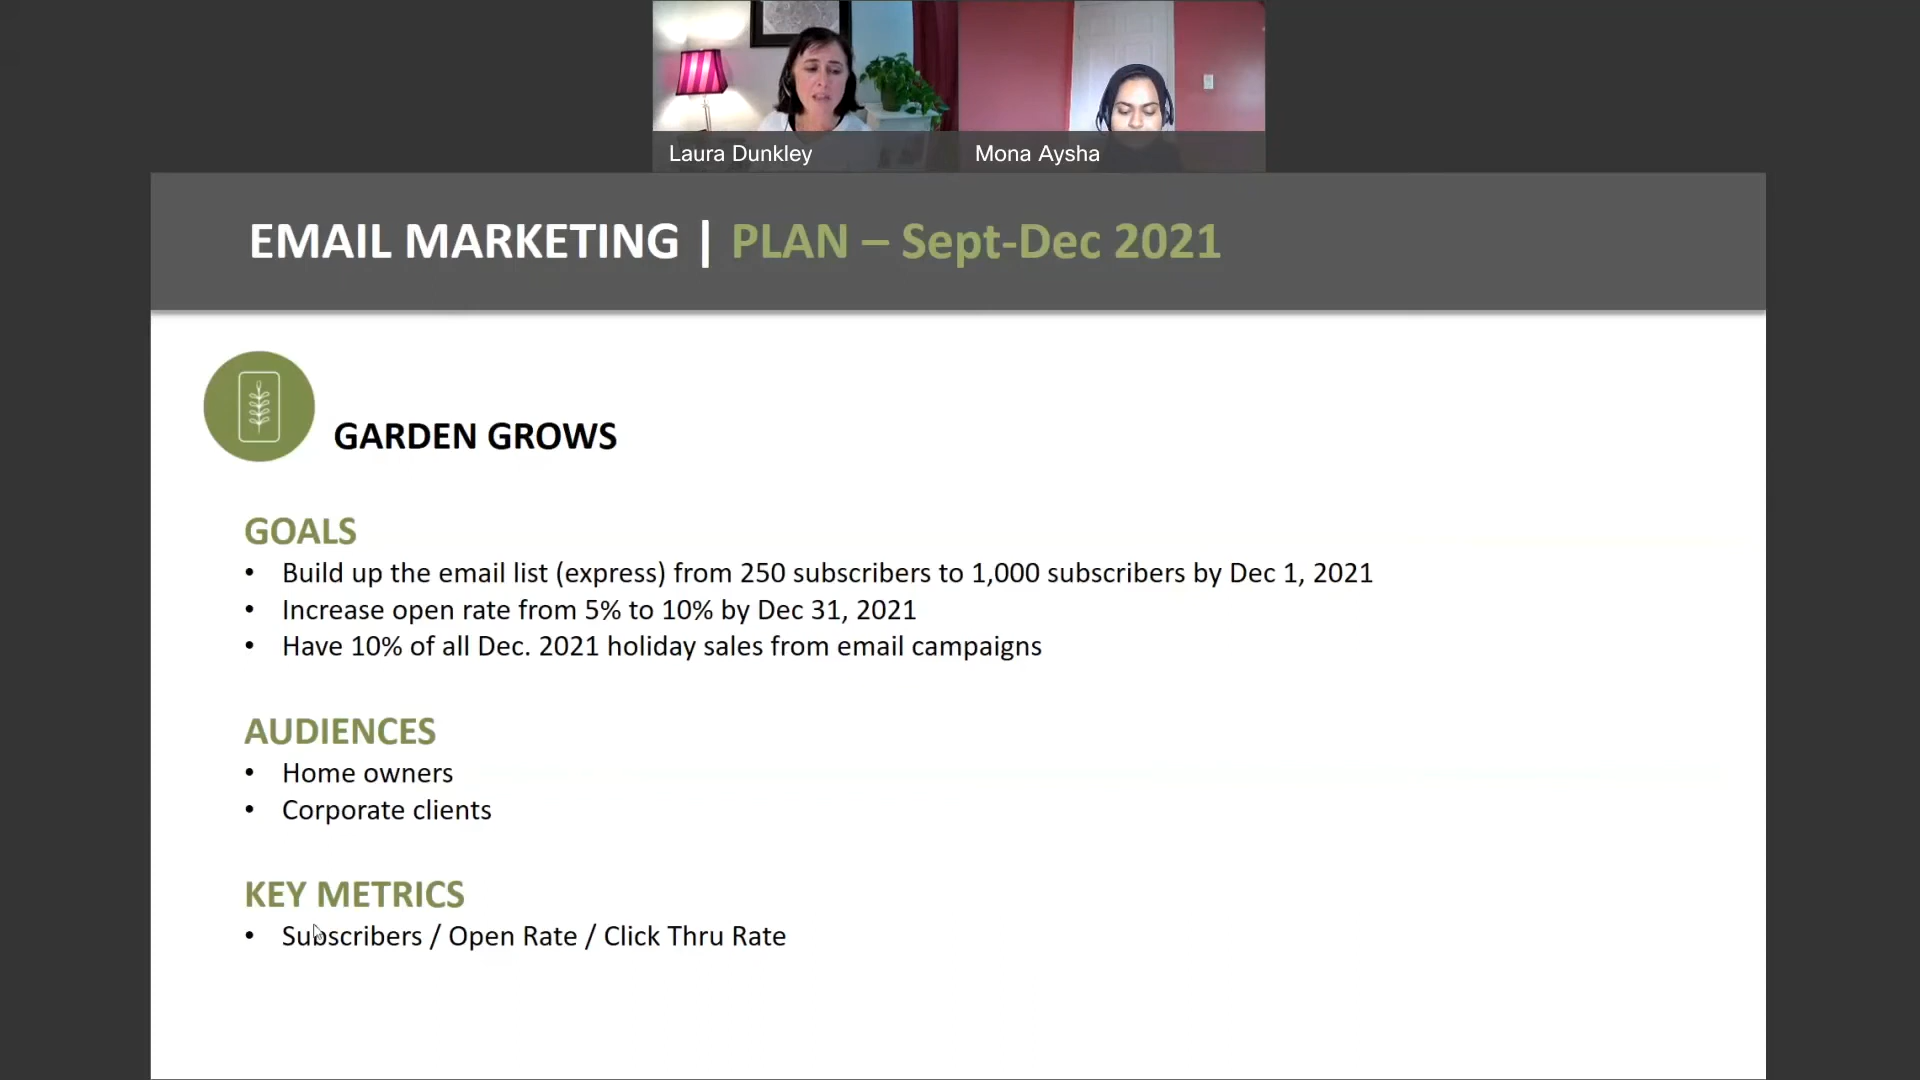 Laura Dunkley
Mona Aysha
EMAIL MARKETING | PLAN – Sept-Dec 2021
GARDEN GROWS
GOALS
• Build up the email list (express) from 250 subscribers to 1,000 subscribers by Dec 1, 2021
• Increase open rate from 5% to 10% by Dec 31, 2021
• Have 10% of all Dec. 2021 holiday sales from email campaigns
AUDIENCES
• Home owners
• Corporate clients
KEY METRICS
• Subscribers / Open Rate / Click Thru Rate